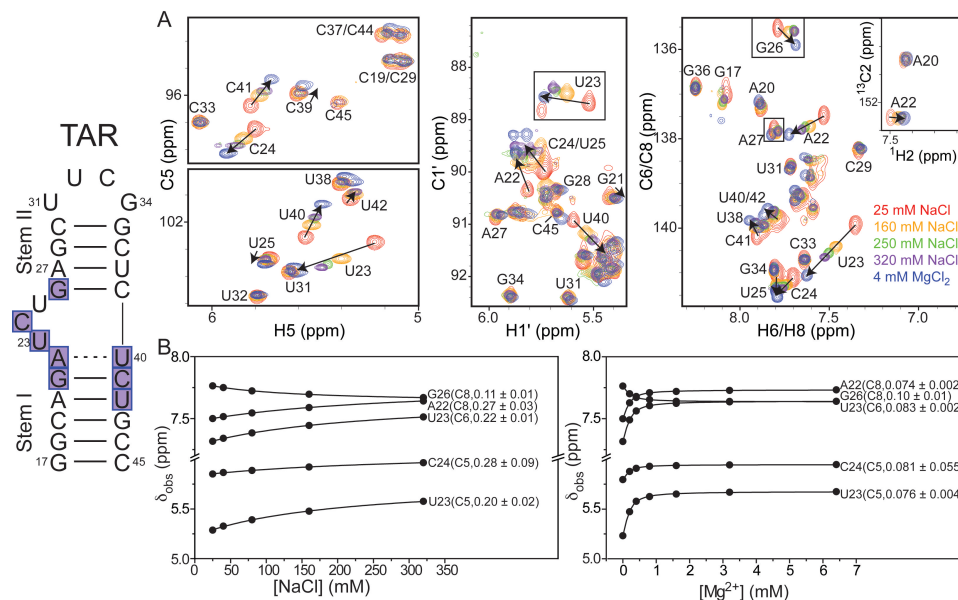 TAR
U C
31 U G 34
C G
G C
A U
27
G C
U
C
23 U
A U 40
G C
A U
C G
G C
17 G C 45
Stem II
Stem I
A
C37/C44
C19/C29
C41
C39
C45
C33
C24
96
C5 (ppm)
U38
U42
U40
U25
U23
U31
U32
102
6 5
H5 (ppm)
88
89
90
91
92
C1' (ppm)
U23
C24/U25
A22
G28
G21
C45
U40
A27
G34
U31
6.0 5.5
H1' (ppm)
136
138
140
C6/C8 (ppm)
G26
G36
G17
A20
A27
A22
U31
C29
U40/42
U38
C41
C33
G34
U23
U25
C24
8.0 7.5 7.0
H6/H8 (ppm)
13C2 (ppm)
152
A20
A22
7.5
1H2 (ppm)
25 mM NaCl
160 mM NaCl
250 mM NaCl
320 mM NaCl
4 mM MgCl2
B
8.0
7.5
5.5
5.0
δobs (ppm)
G26(C8,0.11 ± 0.01)
A22(C8,0.27 ± 0.03)
U23(C6,0.22 ± 0.01)
C24(C5,0.28 ± 0.09)
U23(C5,0.20 ± 0.02)
0 50 100 150 200 250 300 350
[NaCl] (mM)
8.0
7.5
5.5
5.0
δobs (ppm)
A22(C8,0.074 ± 0.002)
G26(C8,0.10 ± 0.01)
U23(C6,0.083 ± 0.002)
C24(C5,0.081 ± 0.055)
U23(C5,0.076 ± 0.004)
0 1 2 3 4 5 6 7
[Mg2+] (mM)